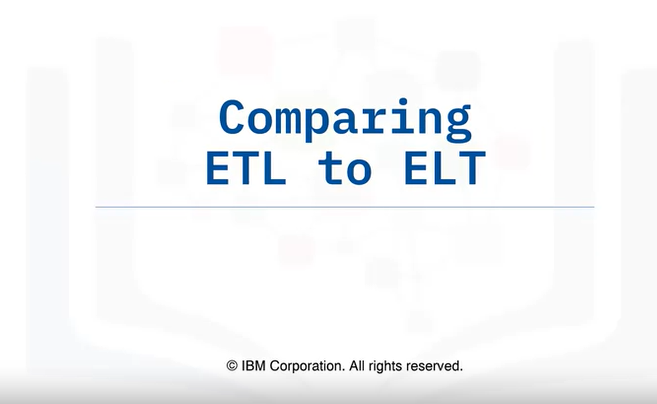 Comparing
ETL to ELT
© IBM Corporation. All rights reserved.